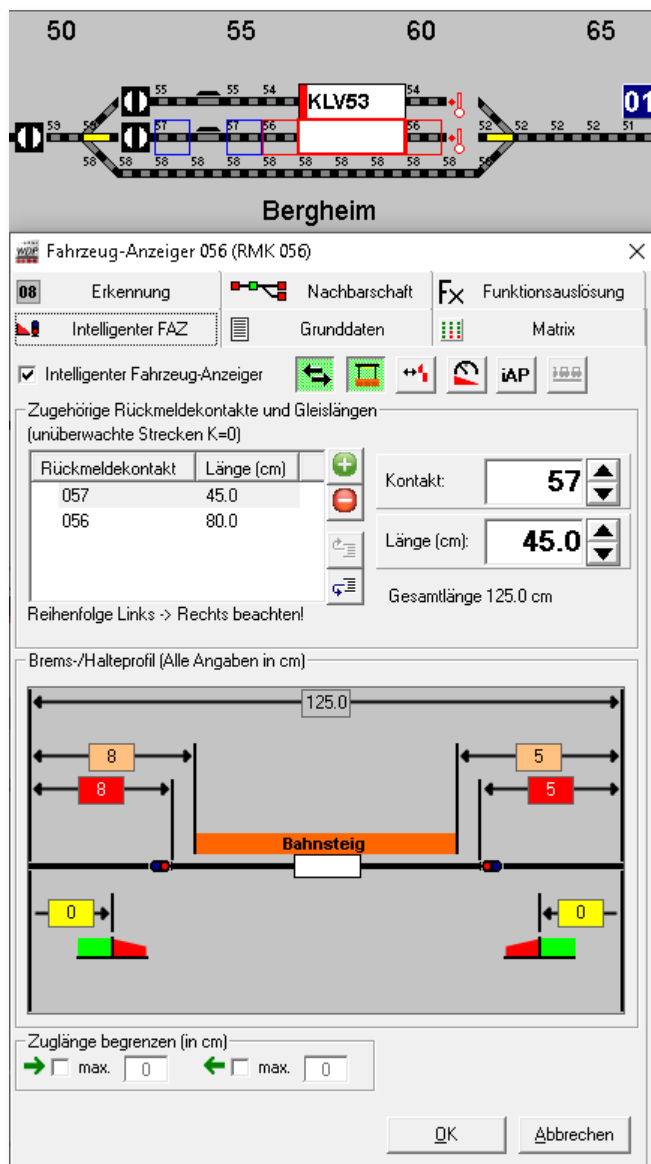 50 55 60 65
55 55 54 KLV53 54 01
59 59 57 57 56 56 52 52 52 52 51
58 58 58 58 58 58 58 58 58 58 58
Bergheim
WDP Fahrzeug-Anzeiger 056 (RMK 056)
08 Erkennung Nachbarschaft Fx Funktionsauslösung
Intelligenter FAZ Grunddaten Matrix
Intelligenter Fahrzeug-Anzeiger iAP
Zugehörige Rückmeldekontakte und Gleislängen
(unüberwachte Strecken K=0)
Rückmeldekontakt Länge (cm)
057 45.0
056 80.0
Kontakt: 57
Länge (cm): 45.0
Gesamtlänge 125.0 cm
Reihenfolge Links -> Rechts beachten!
Brems-/Halteprofil (Alle Angaben in cm)
125.0
8 5
8 5
Bahnsteig
0 0
Zuglänge begrenzen (in cm)
max. 0 max. 0
OK Abbrechen